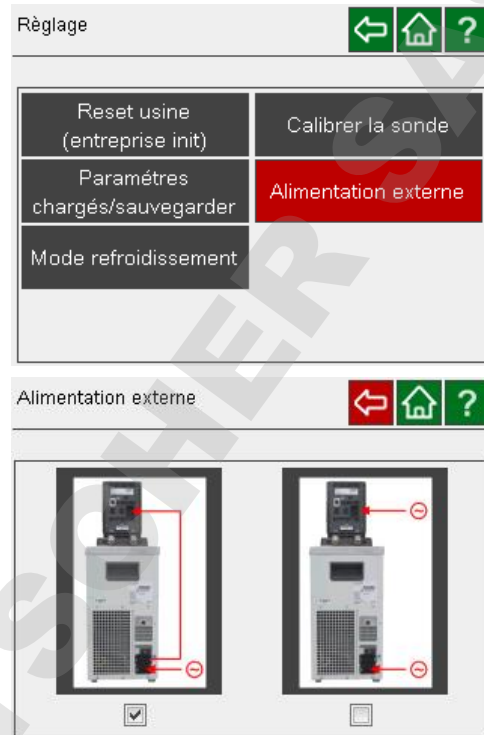 Règlage
?
Reset usine
(entreprise init)
Calibrer la sonde
Paramétres
chargés/sauvegarder
Alimentation externe
Mode refroidissement
Alimentation externe
?
~
~
~